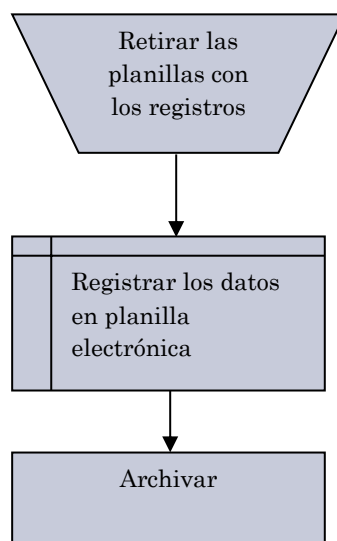 Retirar las
planillas con
los registros
Registrar los datos
en planilla
electrónica
Archivar